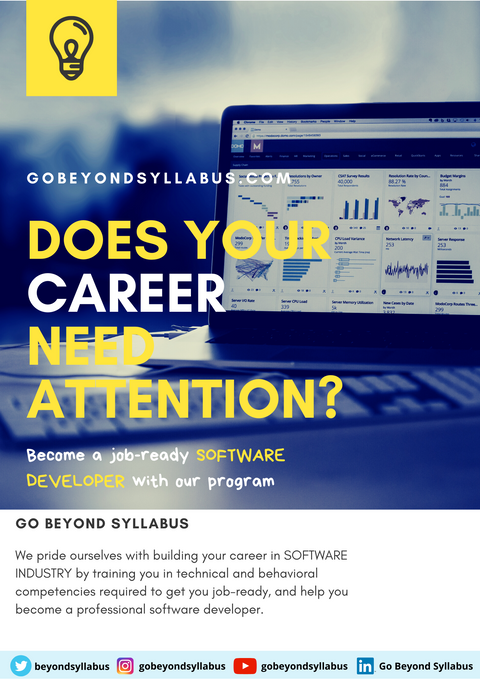 GOBEYONDSYLLABUS.COM
DOES YOUR
CAREER
NEED
ATTENTION?
Become a job-ready SOFTWARE
DEVELOPER with our program
GO BEYOND SYLLABUS
We pride ourselves with building your career in SOFTWARE
INDUSTRY by training you in technical and behavioral
competencies required to get you job-ready, and help you
become a professional software developer.
beyondsyllabus gobeyondsyllabus gobeyondsyllabus Go Beyond Syllabus